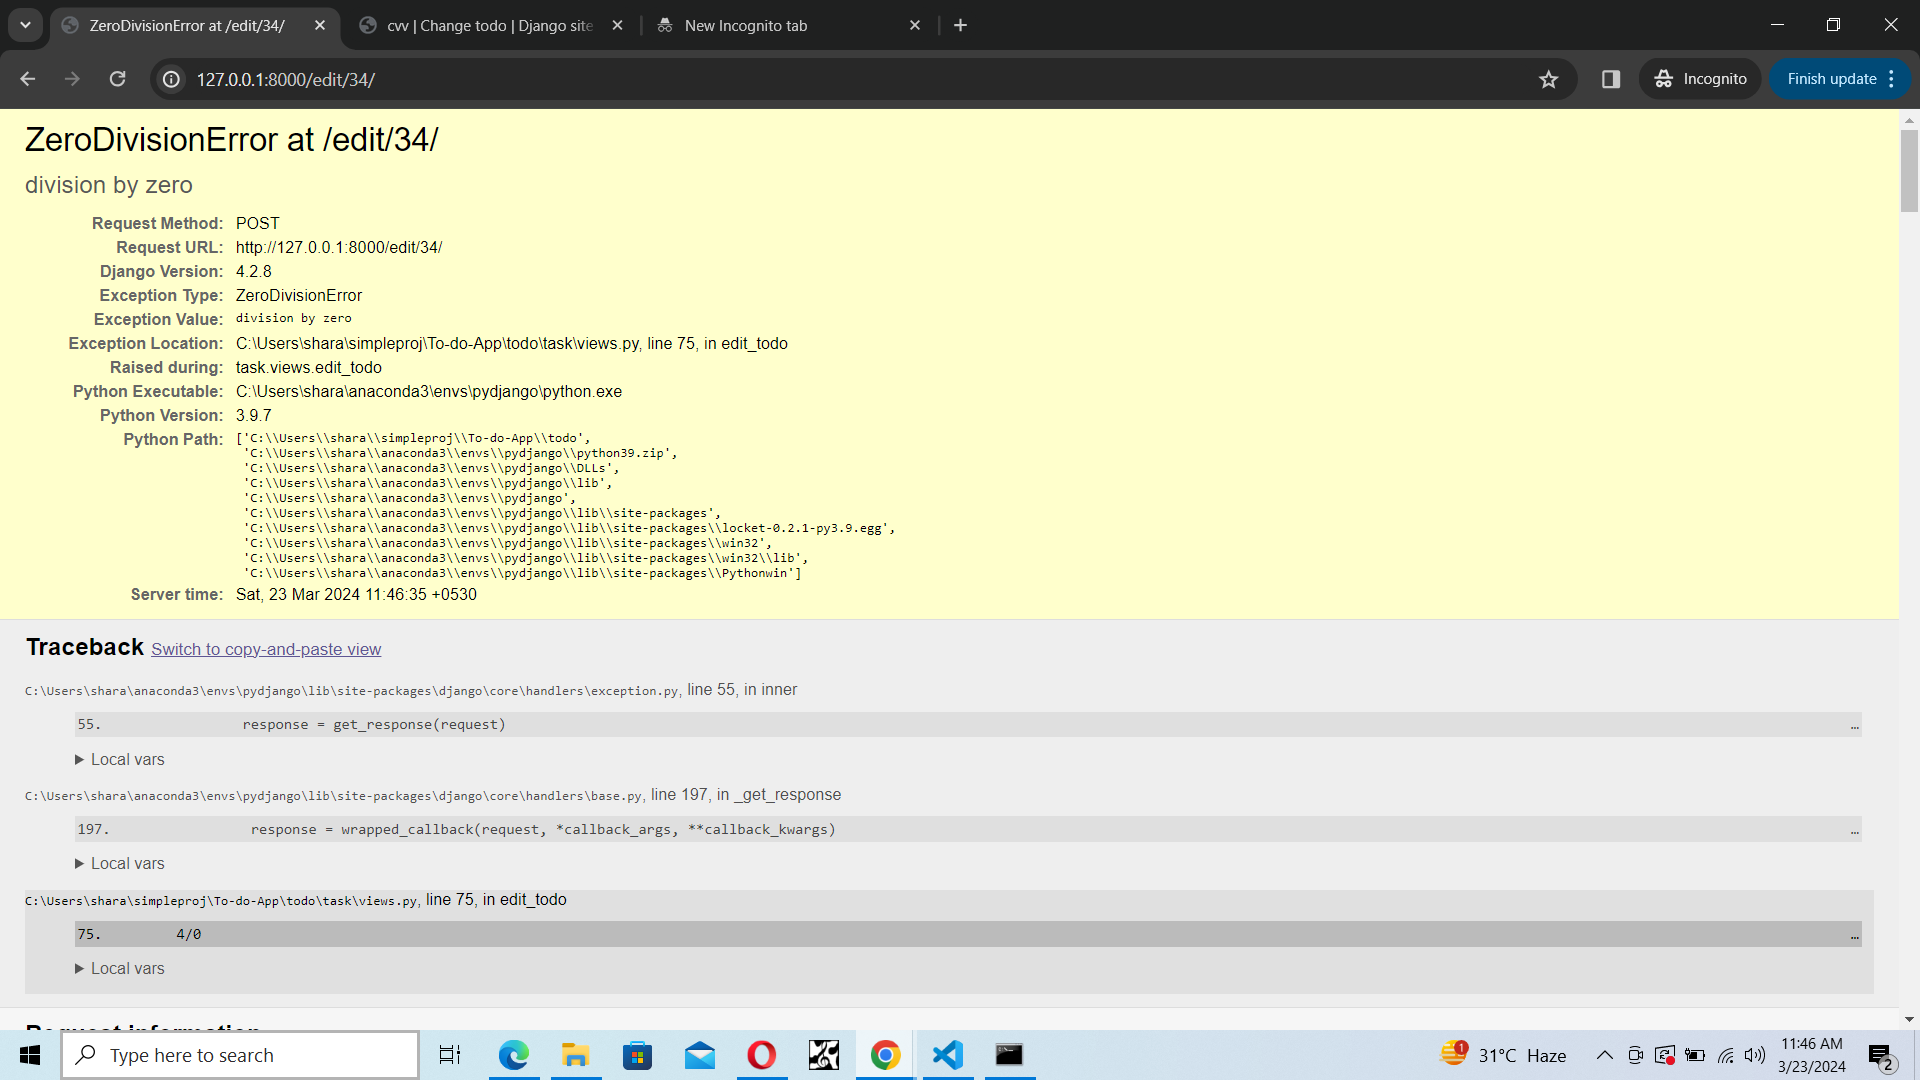 ZeroDivisionError at /edit/34/
cvv | Change todo | Django site
New Incognito tab
127.0.0.1:8000/edit/34/
Incognito
Finish update
ZeroDivisionError at /edit/34/
division by zero
Request Method: POST
Request URL: http://127.0.0.1:8000/edit/34/
Django Version: 4.2.8
Exception Type: ZeroDivisionError
Exception Value: division by zero
Exception Location: C:\Users\shara\simpleproj\To-do-App\todo\task\views.py, line 75, in edit_todo
Raised during: task.views.edit_todo
Python Executable: C:\Users\shara\anaconda3\envs\pydjango\python.exe
Python Version: 3.9.7
Python Path: ['C:\\Users\\shara\\simpleproj\\To-do-App\\todo',
'C:\\Users\\shara\\anaconda3\\envs\\pydjango\\python39.zip',
'C:\\Users\\shara\\anaconda3\\envs\\pydjango\\DLLs',
'C:\\Users\\shara\\anaconda3\\envs\\pydjango\\lib',
'C:\\Users\\shara\\anaconda3\\envs\\pydjango',
'C:\\Users\\shara\\anaconda3\\envs\\pydjango\\lib\\site-packages',
'C:\\Users\\shara\\anaconda3\\envs\\pydjango\\lib\\site-packages\\locket-0.2.1-py3.9.egg',
'C:\\Users\\shara\\anaconda3\\envs\\pydjango\\lib\\site-packages\\win32',
'C:\\Users\\shara\\anaconda3\\envs\\pydjango\\lib\\site-packages\\win32\\lib',
'C:\\Users\\shara\\anaconda3\\envs\\pydjango\\lib\\site-packages\\Pythonwin']
Server time: Sat, 23 Mar 2024 11:46:35 +0530
Traceback Switch to copy-and-paste view
C:\Users\shara\anaconda3\envs\pydjango\lib\site-packages\django\core\handlers\exception.py, line 55, in inner
55. response = get_response(request) …
Local vars
C:\Users\shara\anaconda3\envs\pydjango\lib\site-packages\django\core\handlers\base.py, line 197, in _get_response
197. response = wrapped_callback(request, *callback_args, **callback_kwargs) …
Local vars
C:\Users\shara\simpleproj\To-do-App\todo\task\views.py, line 75, in edit_todo
75. 4/0 …
Local vars
Request information
Type here to search
1
31°C Haze
11:46 AM
3/23/2024
2